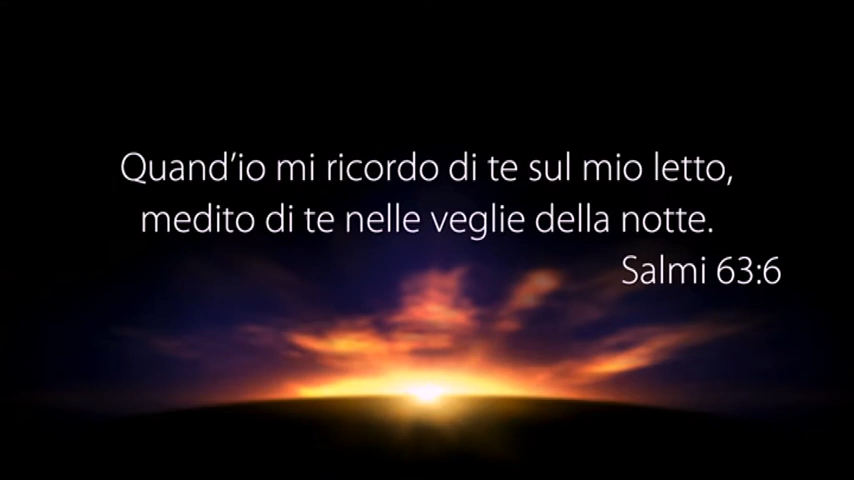 Quand’io mi ricordo di te sul mio letto,
medito di te nelle veglie della notte.
Salmi 63:6